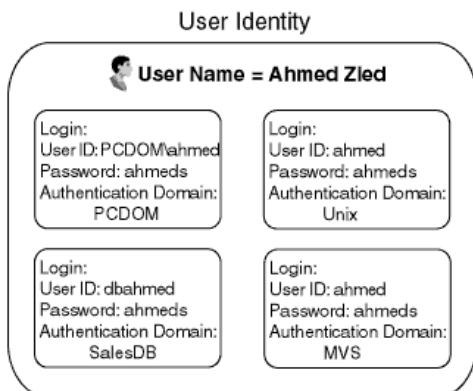 User Identity
User Name = Ahmed Zled
Login:
User ID: PCDOM\ahmed
Password: ahmeds
Authentication Domain:
PCDOM
Login:
User ID: ahmed
Password: ahmeds
Authentication Domain:
Unix
Login:
User ID: dbahmed
Password: ahmeds
Authentication Domain:
SalesDB
Login:
User ID: ahmed
Password: ahmeds
Authentication Domain:
MVS